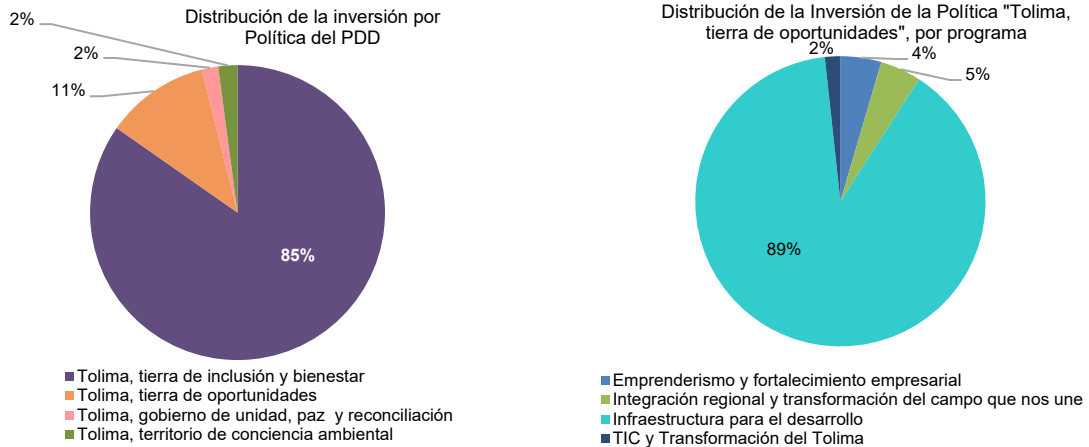 Distribución de la inversión por
Política del PDD
2%
2%
11%
85%
Tolima, tierra de inclusión y bienestar
Tolima, tierra de oportunidades
Tolima, gobierno de unidad, paz y reconciliación
Tolima, territorio de conciencia ambiental
Distribución de la Inversión de la Política "Tolima,
tierra de oportunidades", por programa
2%
4%
5%
89%
Emprenderismo y fortalecimiento empresarial
Integración regional y transformación del campo que nos une
Infraestructura para el desarrollo
TIC y Transformación del Tolima